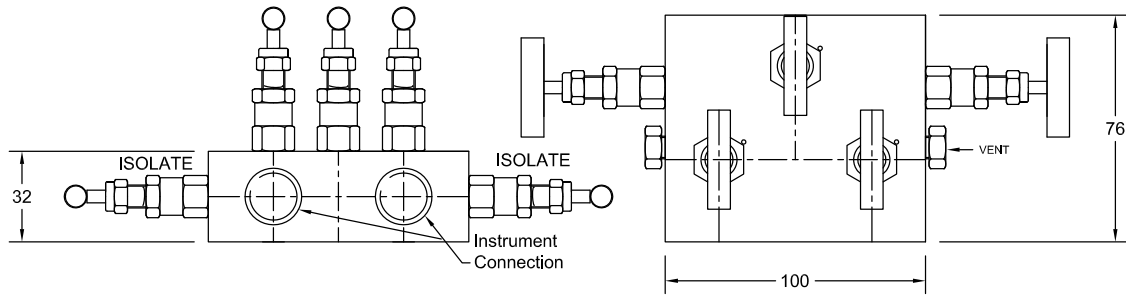 ISOLATE
ISOLATE
32
Instrument
Connection
VENT
76
100